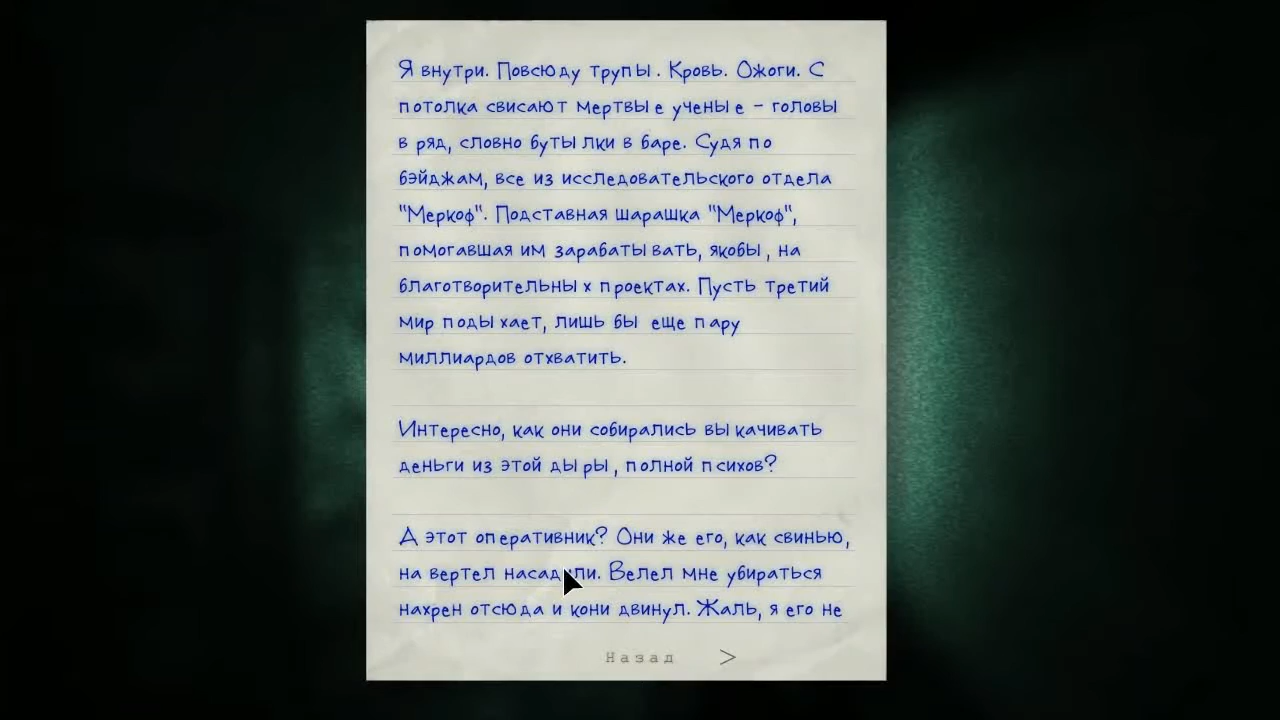 Я внутри. Повсюду трупы. Кровь. Ожоги. С
потолка свисают мертвые ученые - головы
в ряд, словно бутылки в баре. Судя по
бэйджам, все из исследовательского отдела
"Меркоф". Подставная шарашка "Меркоф",
помогавшая им зарабатывать, якобы, на
благотворительных проектах. Пусть третий
мир подыхает, лишь бы еще пару
миллиардов отхватить.
Интересно, как они собирались выкачивать
деньги из этой дыры, полной психов?
А этот оперативник? Они же его, как свинью,
на вертел насадили. Велел мне убираться
нахрен отсюда и кони двинул. Жаль, я его не
Назад >